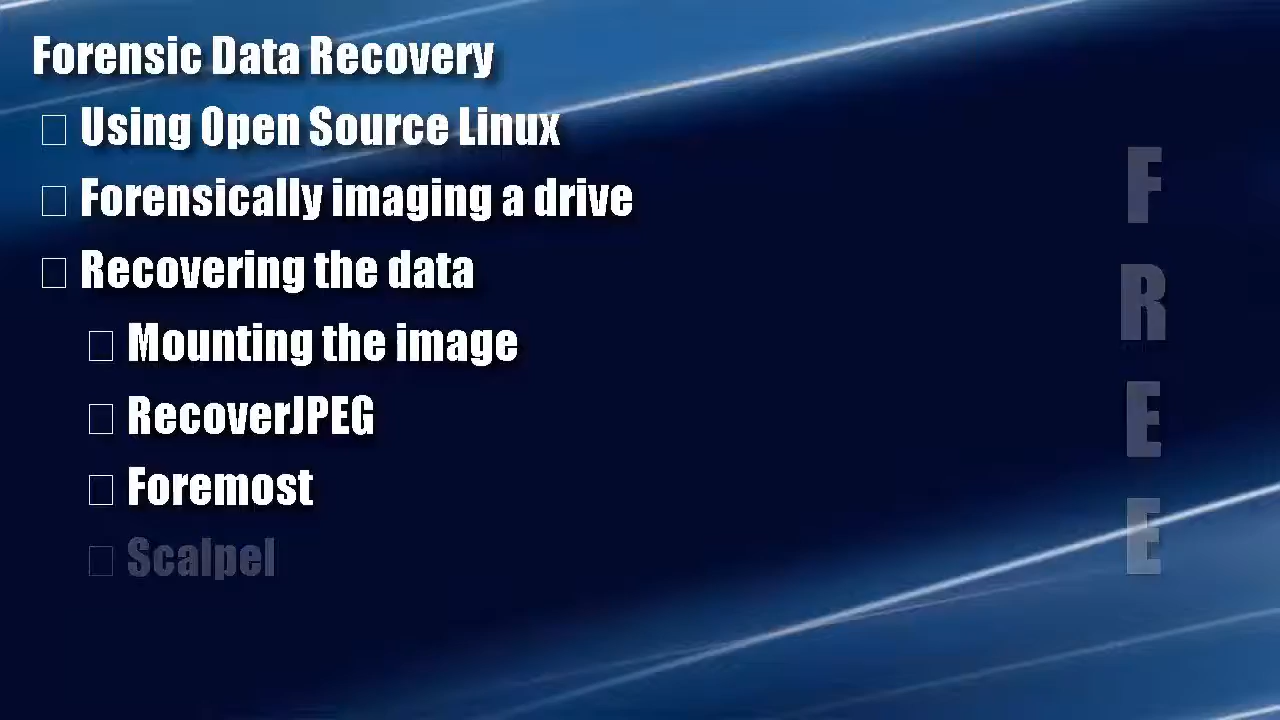 Forensic Data Recovery
□ Using Open Source Linux
□ Forensically imaging a drive
□ Recovering the data
□ Mounting the image
□ RecoverJPEG
□ Foremost
□ Scalpel
F
R
E
E